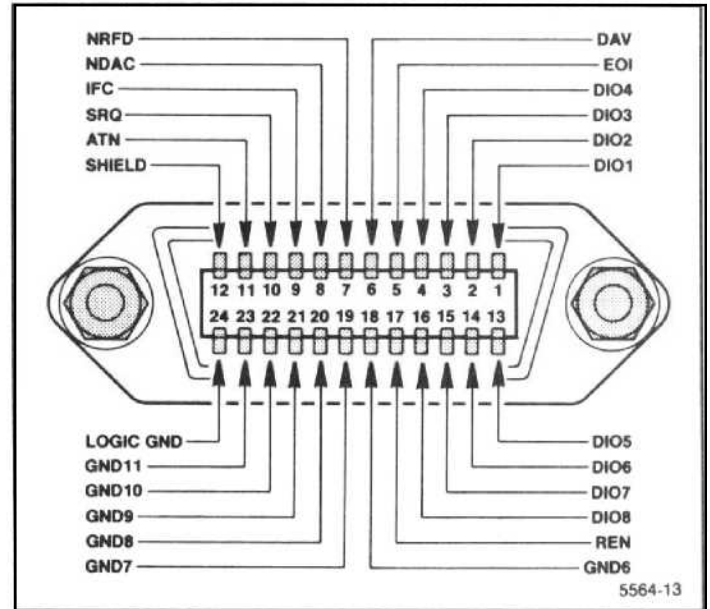 NRFD DAV
NDAC EOI
IFC DIO4
SRQ DIO3
ATN DIO2
SHIELD DIO1
12 11 10 9 8 7 6 5 4 3 2 1
24 23 22 21 20 19 18 17 16 15 14 13
LOGIC GND DIO5
GND11 DIO6
GND10 DIO7
GND9 DIO8
GND8 REN
GND7 GND6
5564-13